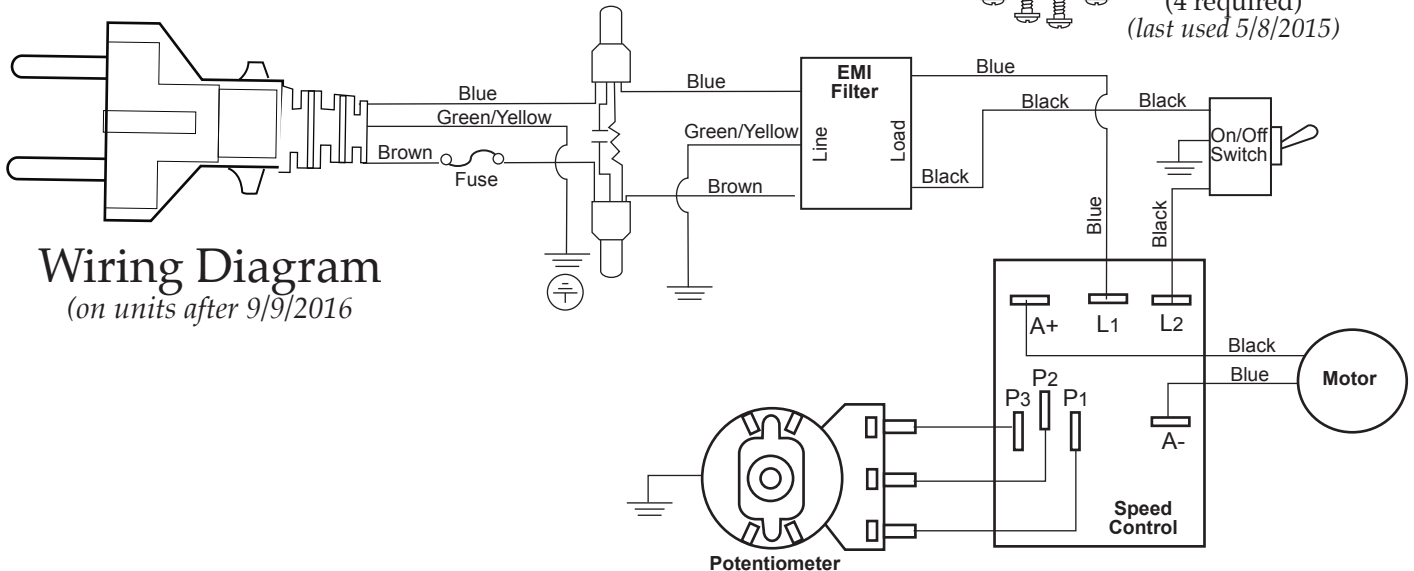 (4 required)
(last used 5/8/2015)
EMI
Filter
Line
Load
Blue
Green/Yellow
Brown
Fuse
Blue
Green/Yellow
Brown
Blue
Black
Black
Black
On/Off
Switch
Blue
Black
Wiring Diagram
(on units after 9/9/2016
A+
L1
L2
Black
Blue
Motor
P3
P2
P1
A-
Speed
Control
Potentiometer